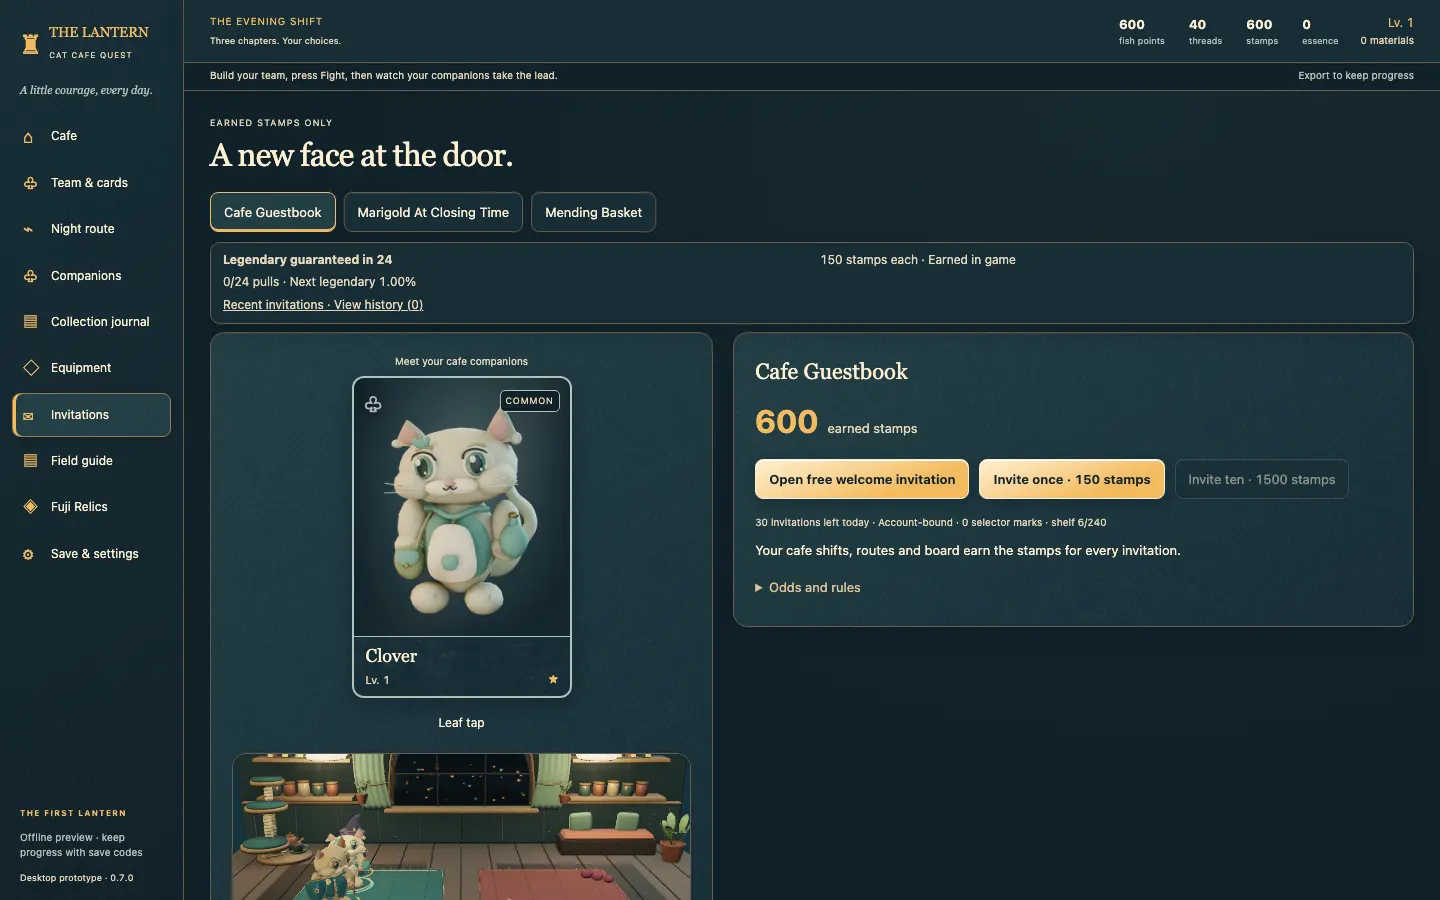 THE LANTERN
CAT CAFE QUEST
A little courage, every day.
Cafe
Team & cards
Night route
Companions
Collection journal
Equipment
Invitations
Field guide
Fuji Relics
Save & settings
THE FIRST LANTERN
Offline preview · keep
progress with save codes
Desktop prototype · 0.7.0
THE EVENING SHIFT
Three chapters. Your choices.
600
fish points
40
threads
600
stamps
0
essence
Lv. 1
0 materials
Build your team, press Fight, then watch your companions take the lead.
Export to keep progress
EARNED STAMPS ONLY
A new face at the door.
Cafe Guestbook
Marigold At Closing Time
Mending Basket
Legendary guaranteed in 24
150 stamps each · Earned in game
0/24 pulls · Next legendary 1.00%
Recent invitations · View history (0)
Meet your cafe companions
COMMON
Clover
Lv. 1
Leaf tap
Cafe Guestbook
600 earned stamps
Open free welcome invitation
Invite once · 150 stamps
Invite ten · 1500 stamps
30 invitations left today · Account-bound · 0 selector marks · shelf 6/240
Your cafe shifts, routes and board earn the stamps for every invitation.
Odds and rules